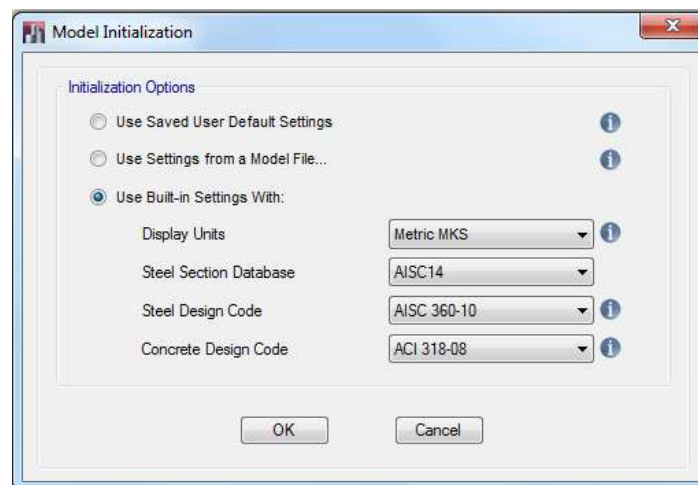 Model Initialization
Initialization Options
Use Saved User Default Settings
Use Settings from a Model File...
Use Built-in Settings With:
Display Units Metric MKS
Steel Section Database AISC14
Steel Design Code AISC 360-10
Concrete Design Code ACI 318-08
OK Cancel